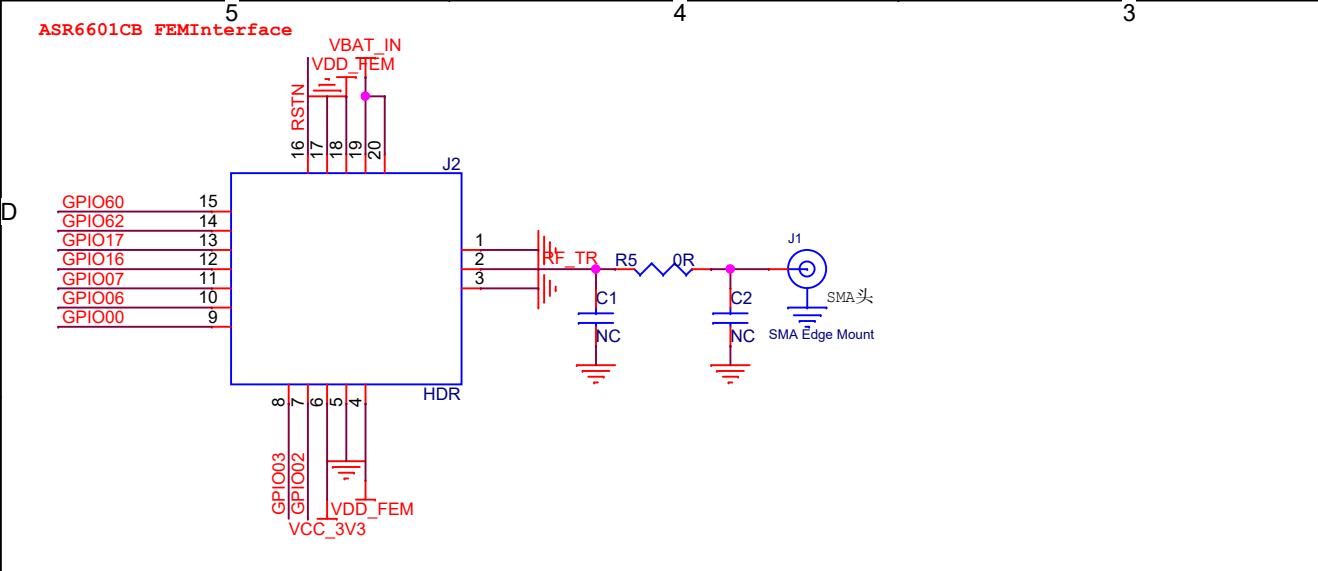 5
4
3
ASR6601CB FEMInterface
VBAT_IN
VDD_FEM
RSTN
16
17
18
19
20
J2
D
GPIO60 15
GPIO62 14
GPIO17 13
GPIO16 12
GPIO07 11
GPIO06 10
GPIO00 9
1
2
3
RF_TR
R5 0R
J1
C1
NC
C2
NC
SMA头
SMA Edge Mount
HDR
8
7
6
5
4
GPIO03
GPIO02
VDD_FEM
VCC_3V3